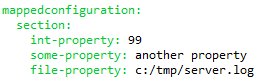 mappedconfiguration:
  section:
    int-property: 99
    some-property: another property
    file-property: c:/tmp/server.log